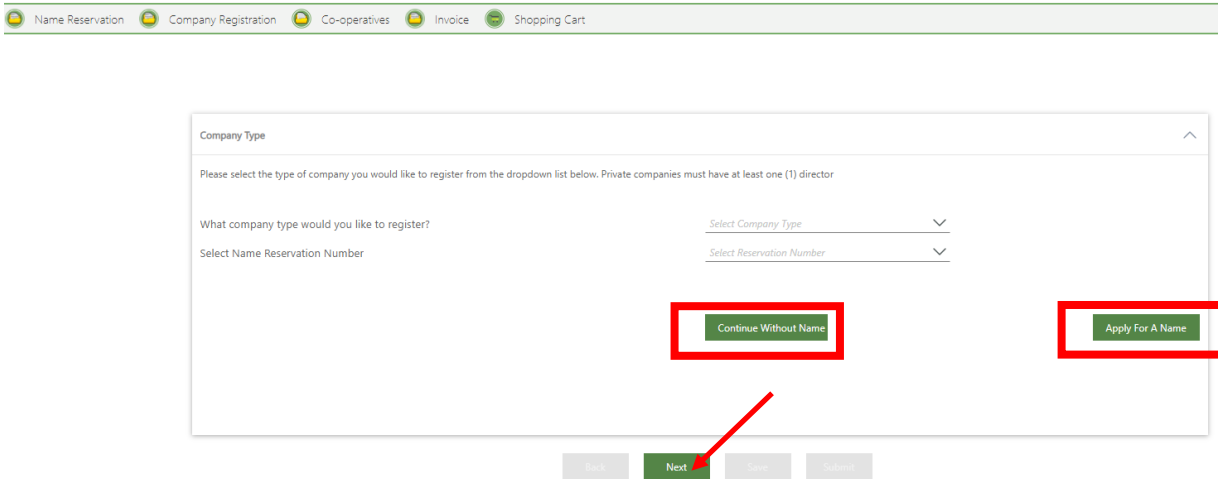 Name Reservation Company Registration Co-operatives Invoice Shopping Cart
Company Type
Please select the type of company you would like to register from the dropdown list below. Private companies must have at least one (1) director
What company type would you like to register? Select Company Type
Select Name Reservation Number Select Reservation Number
Continue Without Name Apply For A Name
Back Next Save Submit